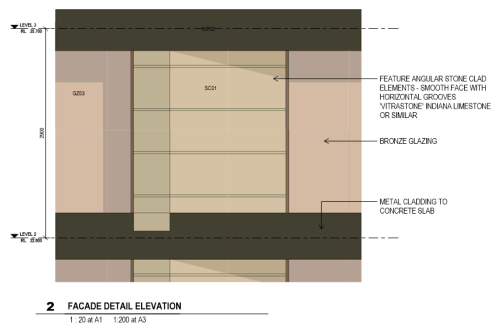 LEVEL 3
FEATURE ANGULAR STONE CLAD
ELEMENTS - SMOOTH FACE WITH
HORIZONTAL GROOVES
'VITRASTONE' INDIANA LIMESTONE
OR SIMILAR
GZ03
SC01
BRONZE GLAZING
METAL CLADDING TO
CONCRETE SLAB
LEVEL 2
2 FACADE DETAIL ELEVATION
1 : 20 at A1 1:200 at A3